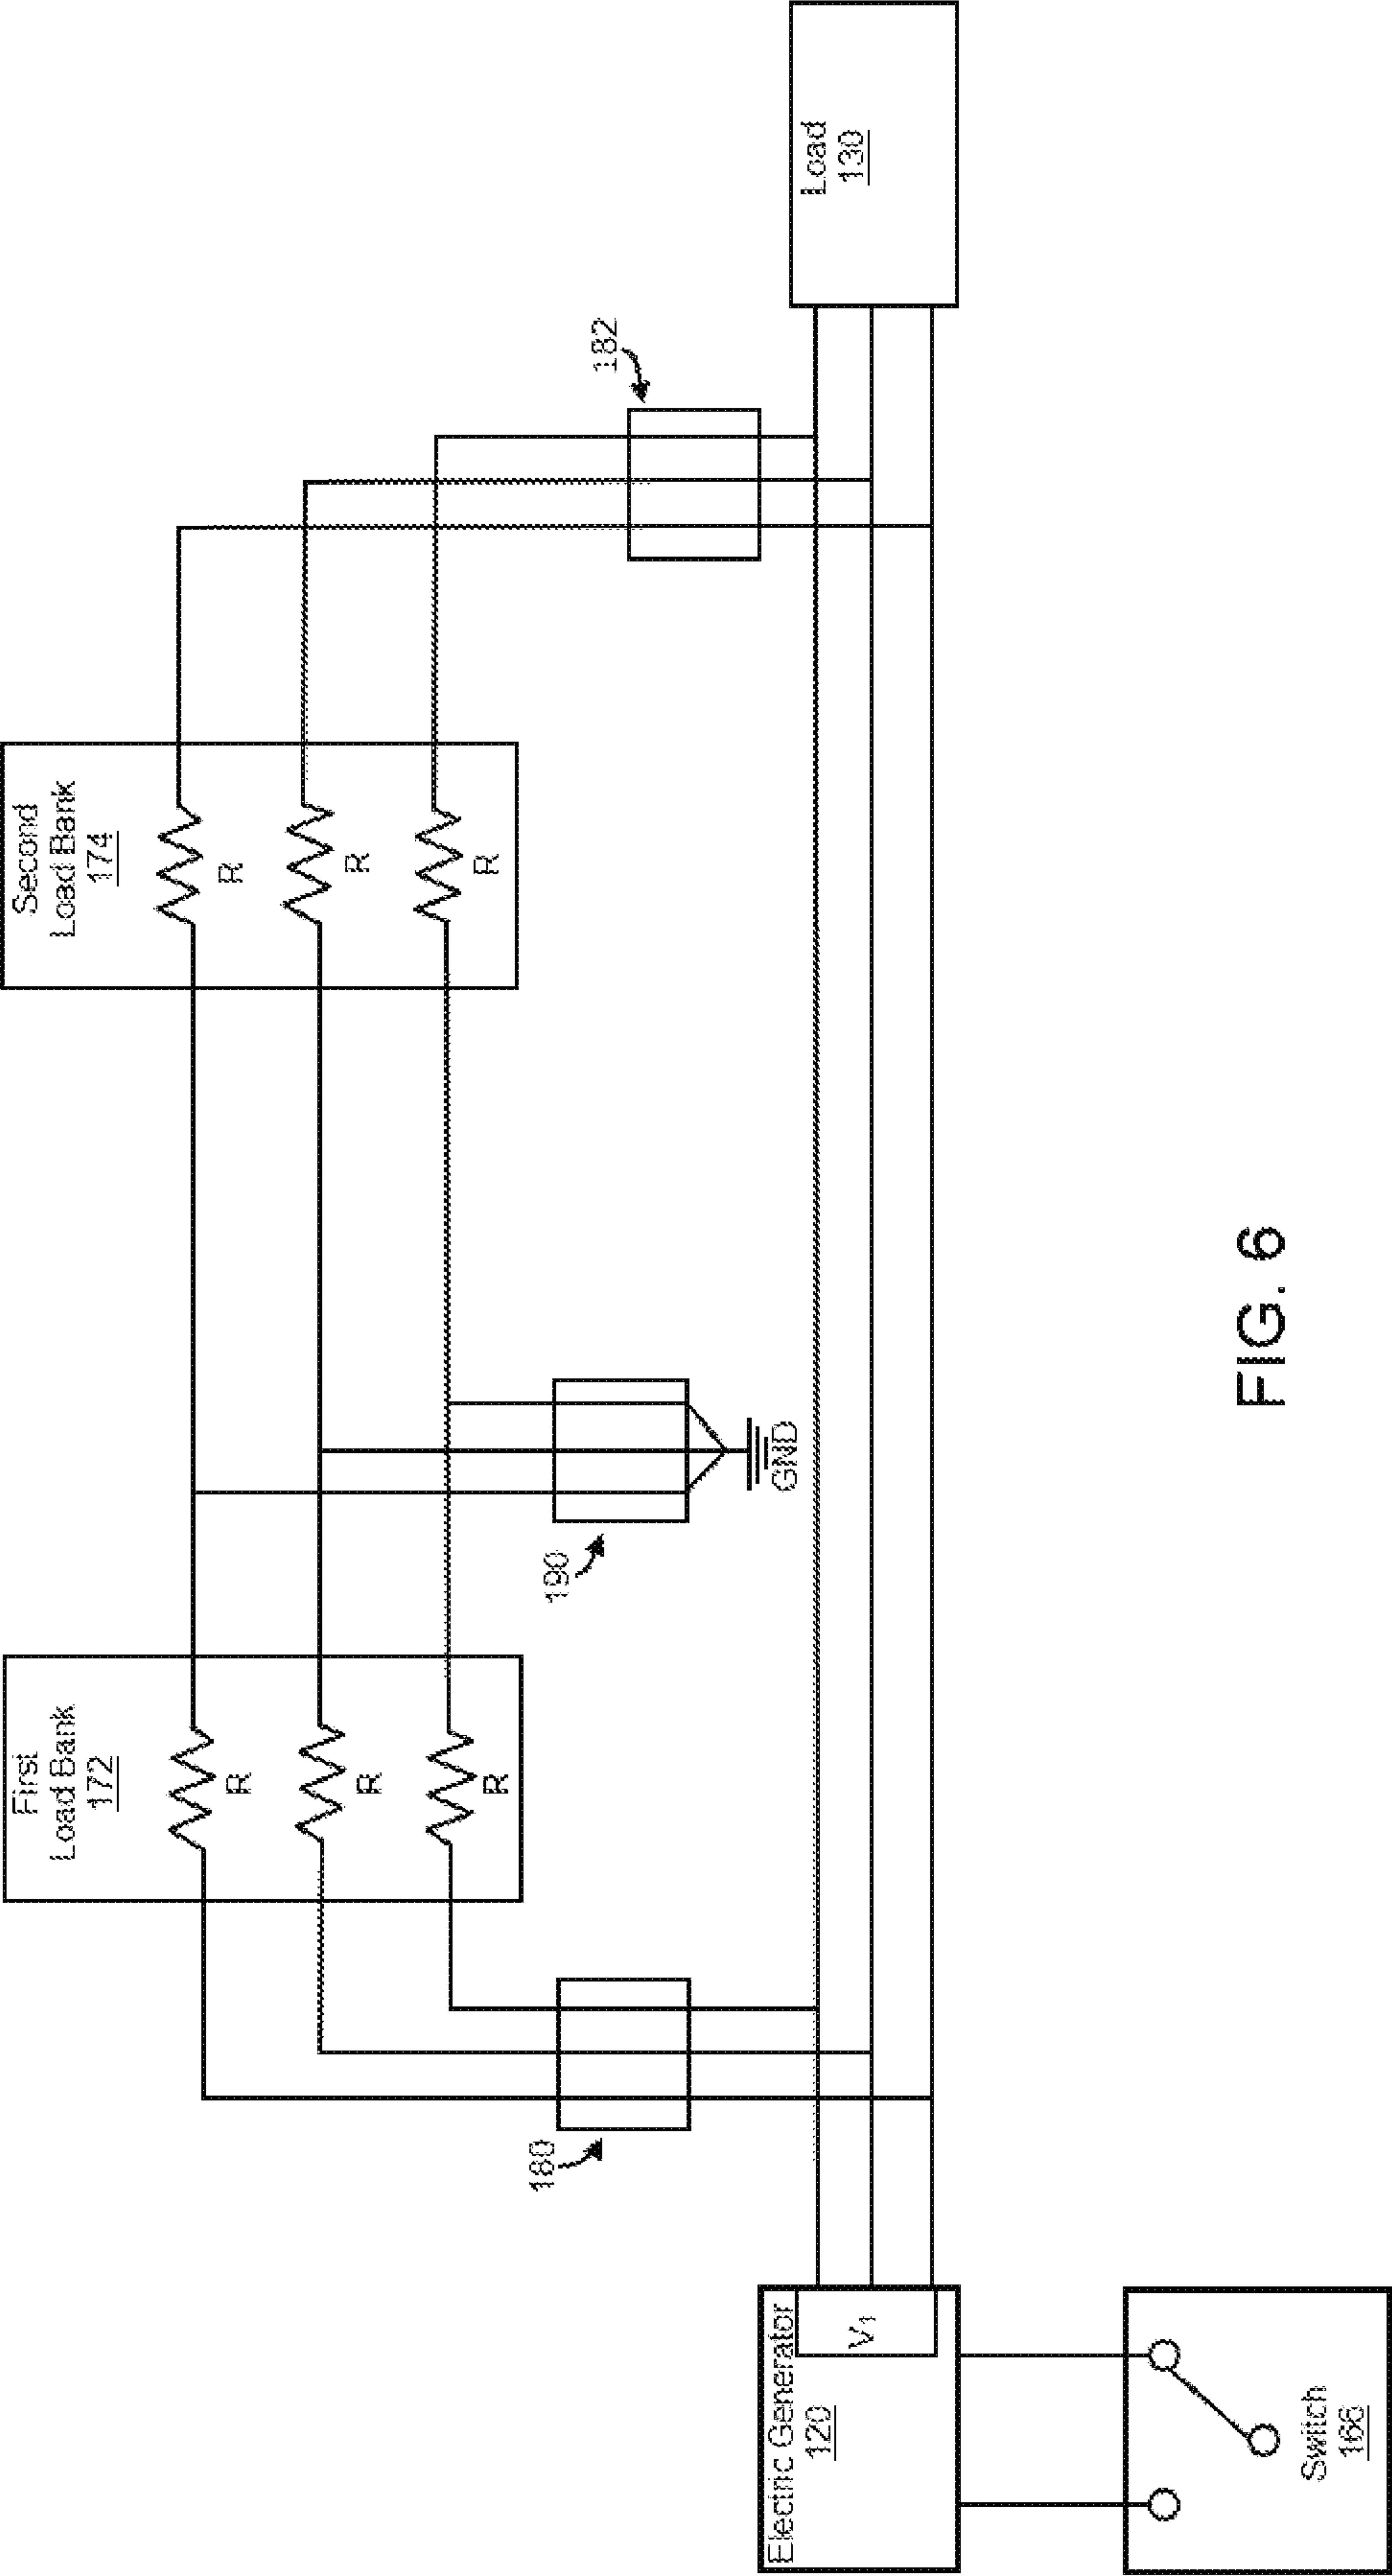 First
Load Bank
172
R
R
R
Second
Load Bank
174
R
R
R
180
190
182
GND
Electric Generator
120
V1
Load
130
Switch
166
FIG. 6